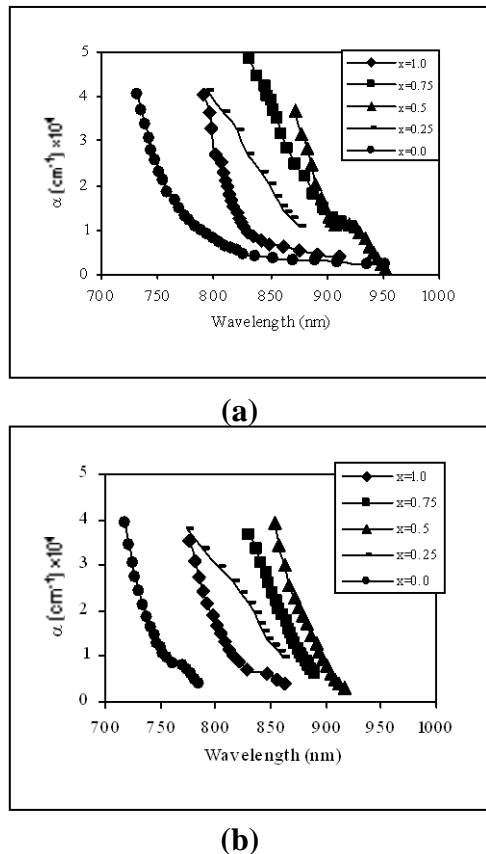 5
4
3
2
1
0
α (cm⁻¹) ×10⁴
700 750 800 850 900 950 1000
Wavelength (nm)
x=1.0
x=0.75
x=0.5
x=0.25
x=0.0
(a)
5
4
3
2
1
0
α (cm⁻¹) ×10⁴
700 750 800 850 900 950 1000
Wavelength (nm)
x=1.0
x=0.75
x=0.5
x=0.25
x=0.0
(b)